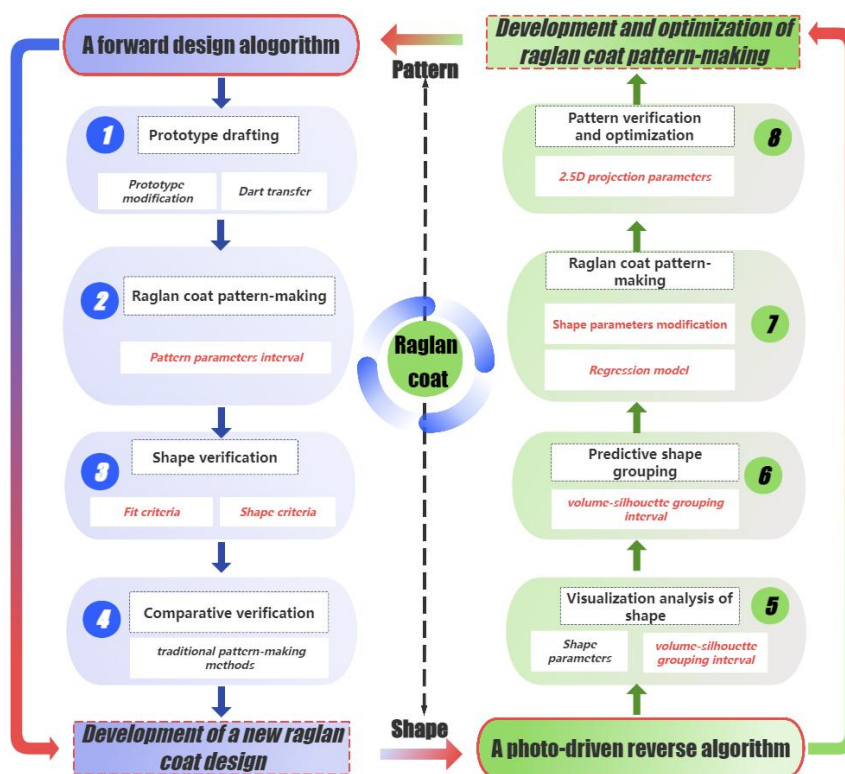 A forward design alogorithm
1
Prototype drafting
Prototype
modification
Dart transfer
2
Raglan coat pattern-making
Pattern parameters interval
3
Shape verification
Fit criteria
Shape criteria
4
Comparative verification
traditional pattern-making
methods
Development of a new raglan
coat design
Pattern
Raglan
coat
Shape
Development and optimization of
raglan coat pattern-making
Pattern verification
and optimization
8
2.5D projection parameters
Raglan coat pattern-
making
7
Shape parameters modification
Regression model
Predictive shape
grouping
6
volume-silhouette grouping
interval
Visualization analysis of
shape
5
Shape
parameters
volume-silhouette
grouping interval
A photo-driven reverse algorithm